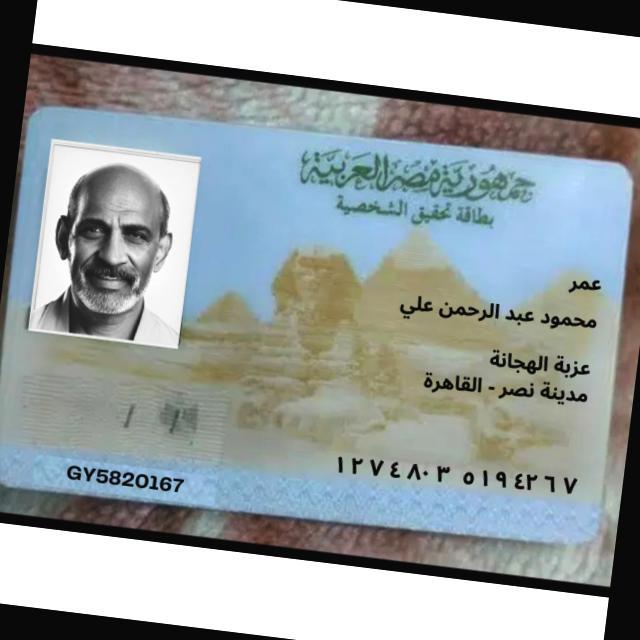 جمهورية مصر العربية
بطاقة تحقيق الشخصية
عمر
محمود عبد الرحمن علي
عزبة الهجانة
مدينة نصر - القاهرة
١٢٧٤٨٠٣ ٥١٩٤٢٦٧
GY5820167